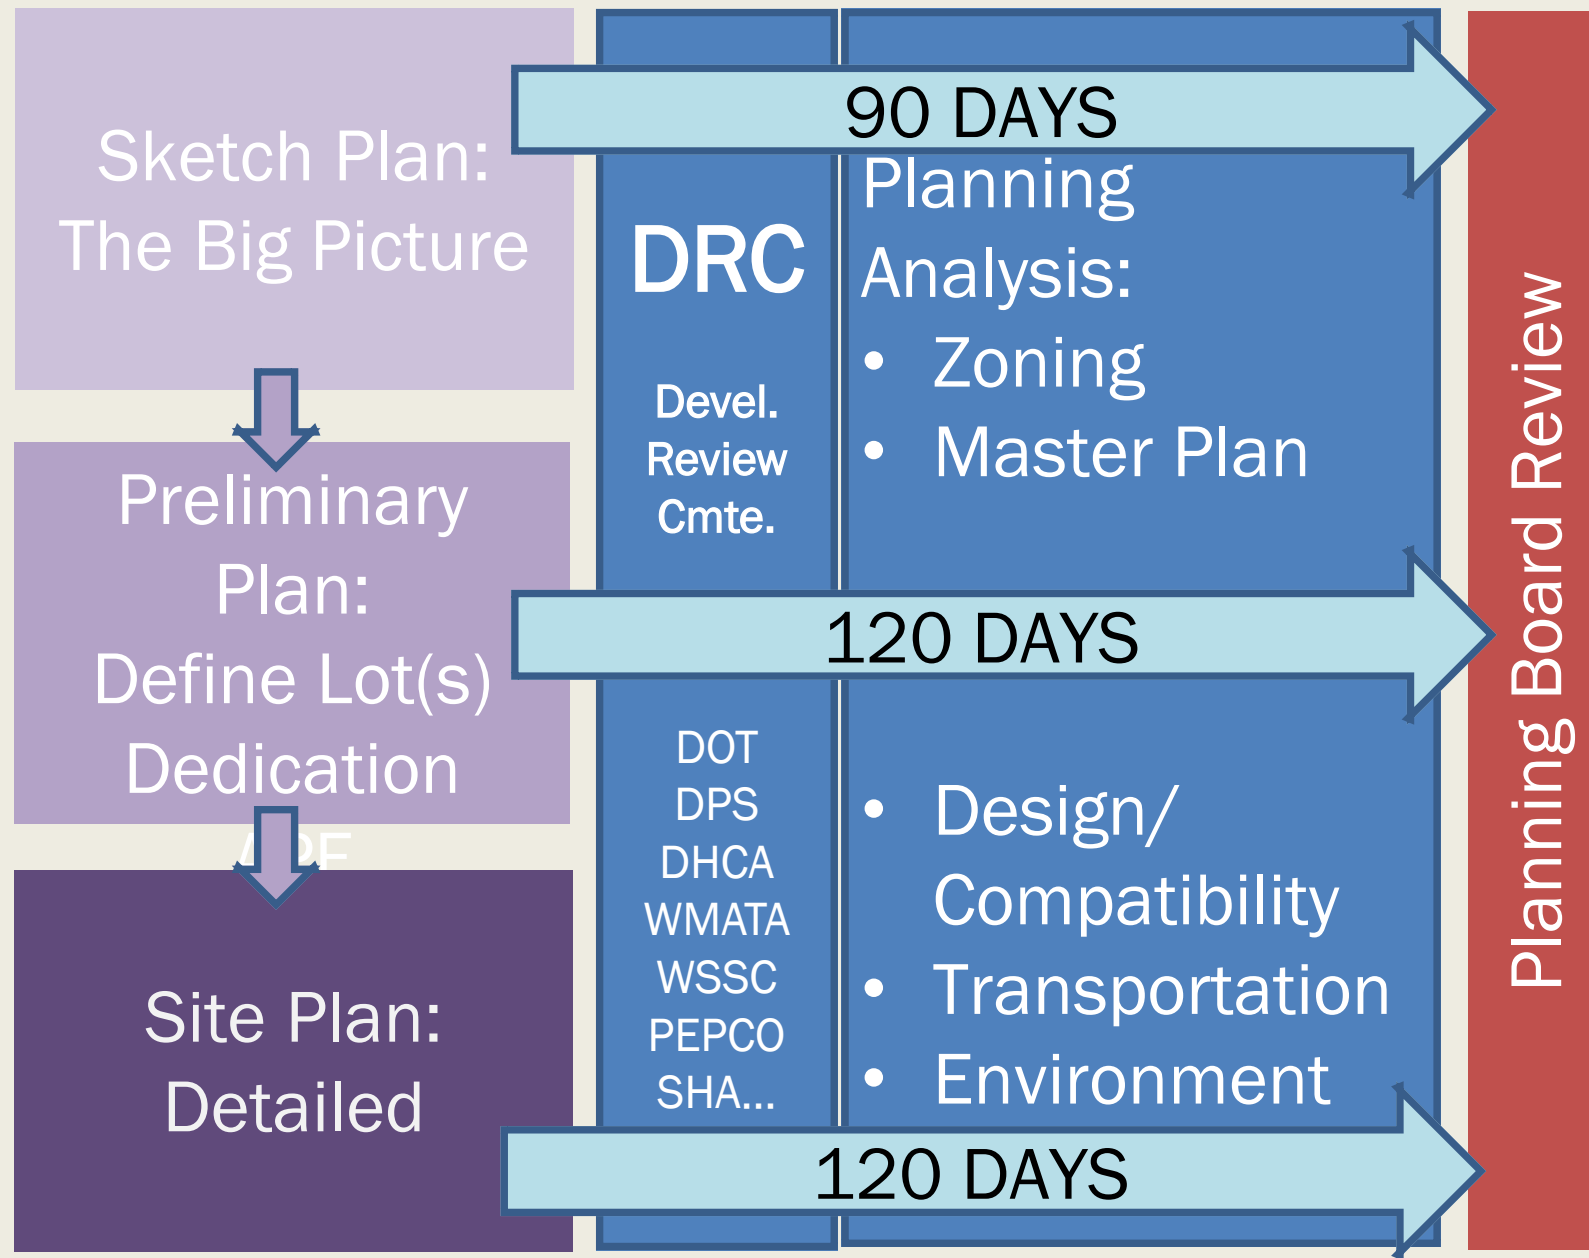 Sketch Plan:
The Big Picture
Preliminary
Plan:
Define Lot(s)
Dedication
Site Plan:
Detailed
DRC
Devel.
Review
Cmte.
DOT
DPS
DHCA
WMATA
WSSC
PEPCO
SHA...
90 DAYS
Planning
Analysis:
• Zoning
• Master Plan
120 DAYS
• Design/
Compatibility
• Transportation
• Environment
120 DAYS
Planning Board Review